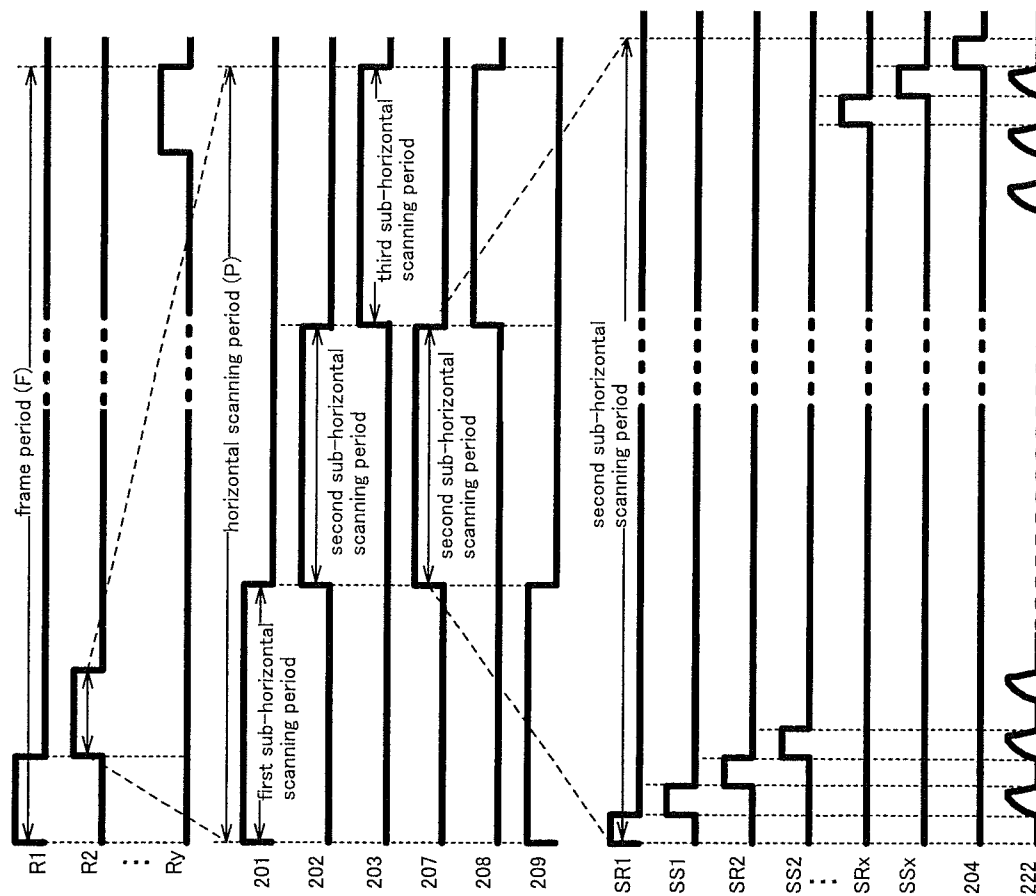 frame period (F)
R1
R2
⋮
Ry
horizontal scanning period (P)
201
first sub-horizontal
scanning period
202
second sub-horizontal
scanning period
203
third sub-horizontal
scanning period
207
second sub-horizontal
scanning period
208
209
second sub-horizontal
scanning period
SR1
SS1
SR2
SS2
⋮
SRx
SSx
204
222